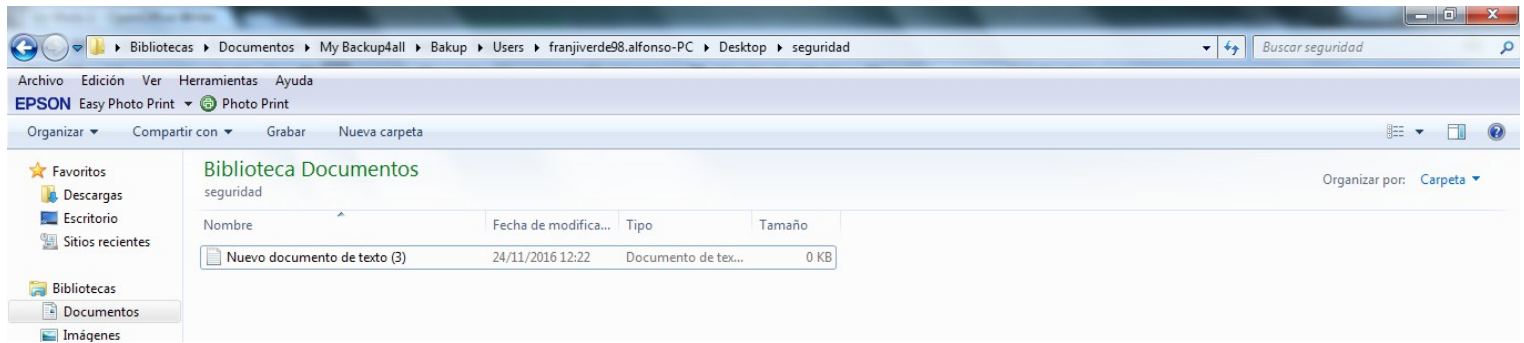 Bibliotecas Documentos My Backup4all Bakup Users franjiverde98.alfonso-PC Desktop seguridad Buscar seguridad
Archivo Edición Ver Herramientas Ayuda
EPSON Easy Photo Print Photo Print
Organizar Compartir con Grabar Nueva carpeta
Favoritos
Descargas
Escritorio
Sitios recientes
Bibliotecas
Documentos
Imágenes
Biblioteca Documentos
seguridad
Organizar por: Carpeta
Nombre Fecha de modifica... Tipo Tamaño
Nuevo documento de texto (3) 24/11/2016 12:22 Documento de tex... 0 KB